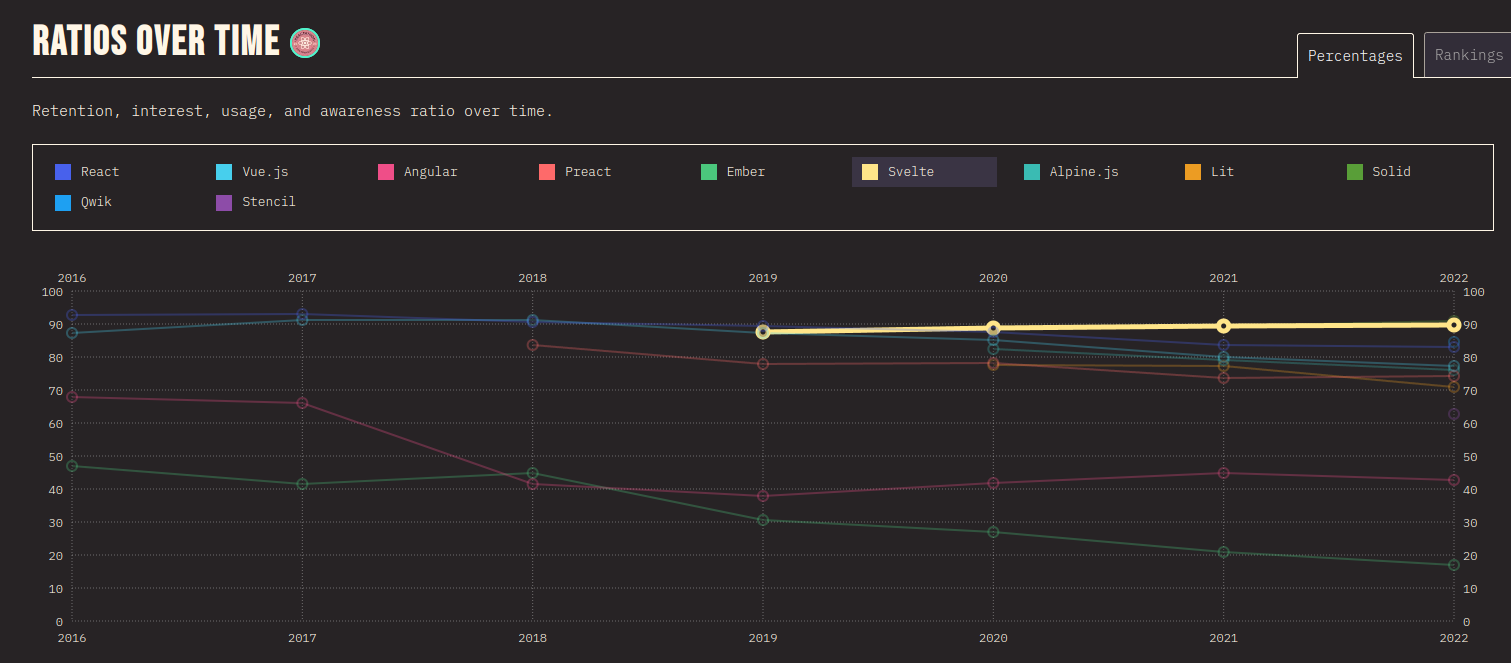 RATIOS OVER TIME
Percentages
Rankings
Retention, interest, usage, and awareness ratio over time.
React
Vue.js
Angular
Preact
Ember
Svelte
Alpine.js
Lit
Solid
Qwik
Stencil
2016 2017 2018 2019 2020 2021 2022
100 100
90 90
80 80
70 70
60 60
50 50
40 40
30 30
20 20
10 10
0 0
2016 2017 2018 2019 2020 2021 2022